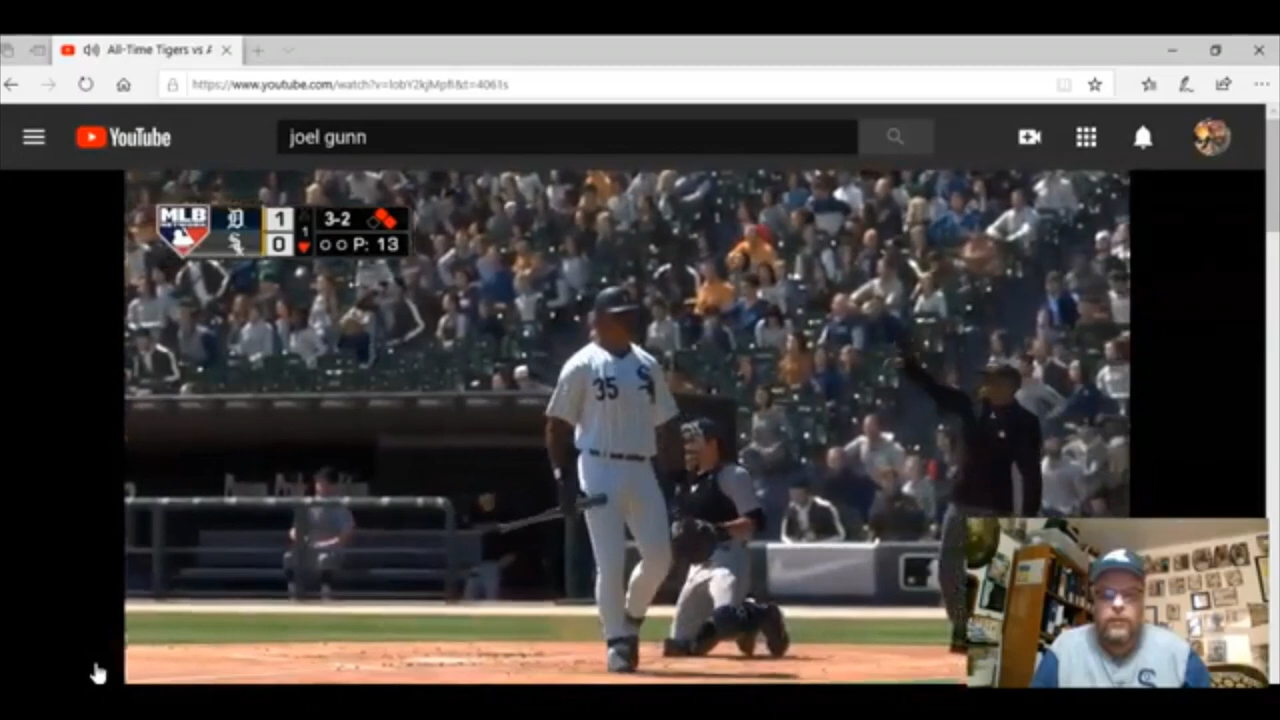 All-Time Tigers vs A
https://www.youtube.com/watch?v=lobY2kJMpfI&t=4061s
YouTube
joel gunn
MLB
NETWORK
D 1 3-2
1
0 P: 13
35